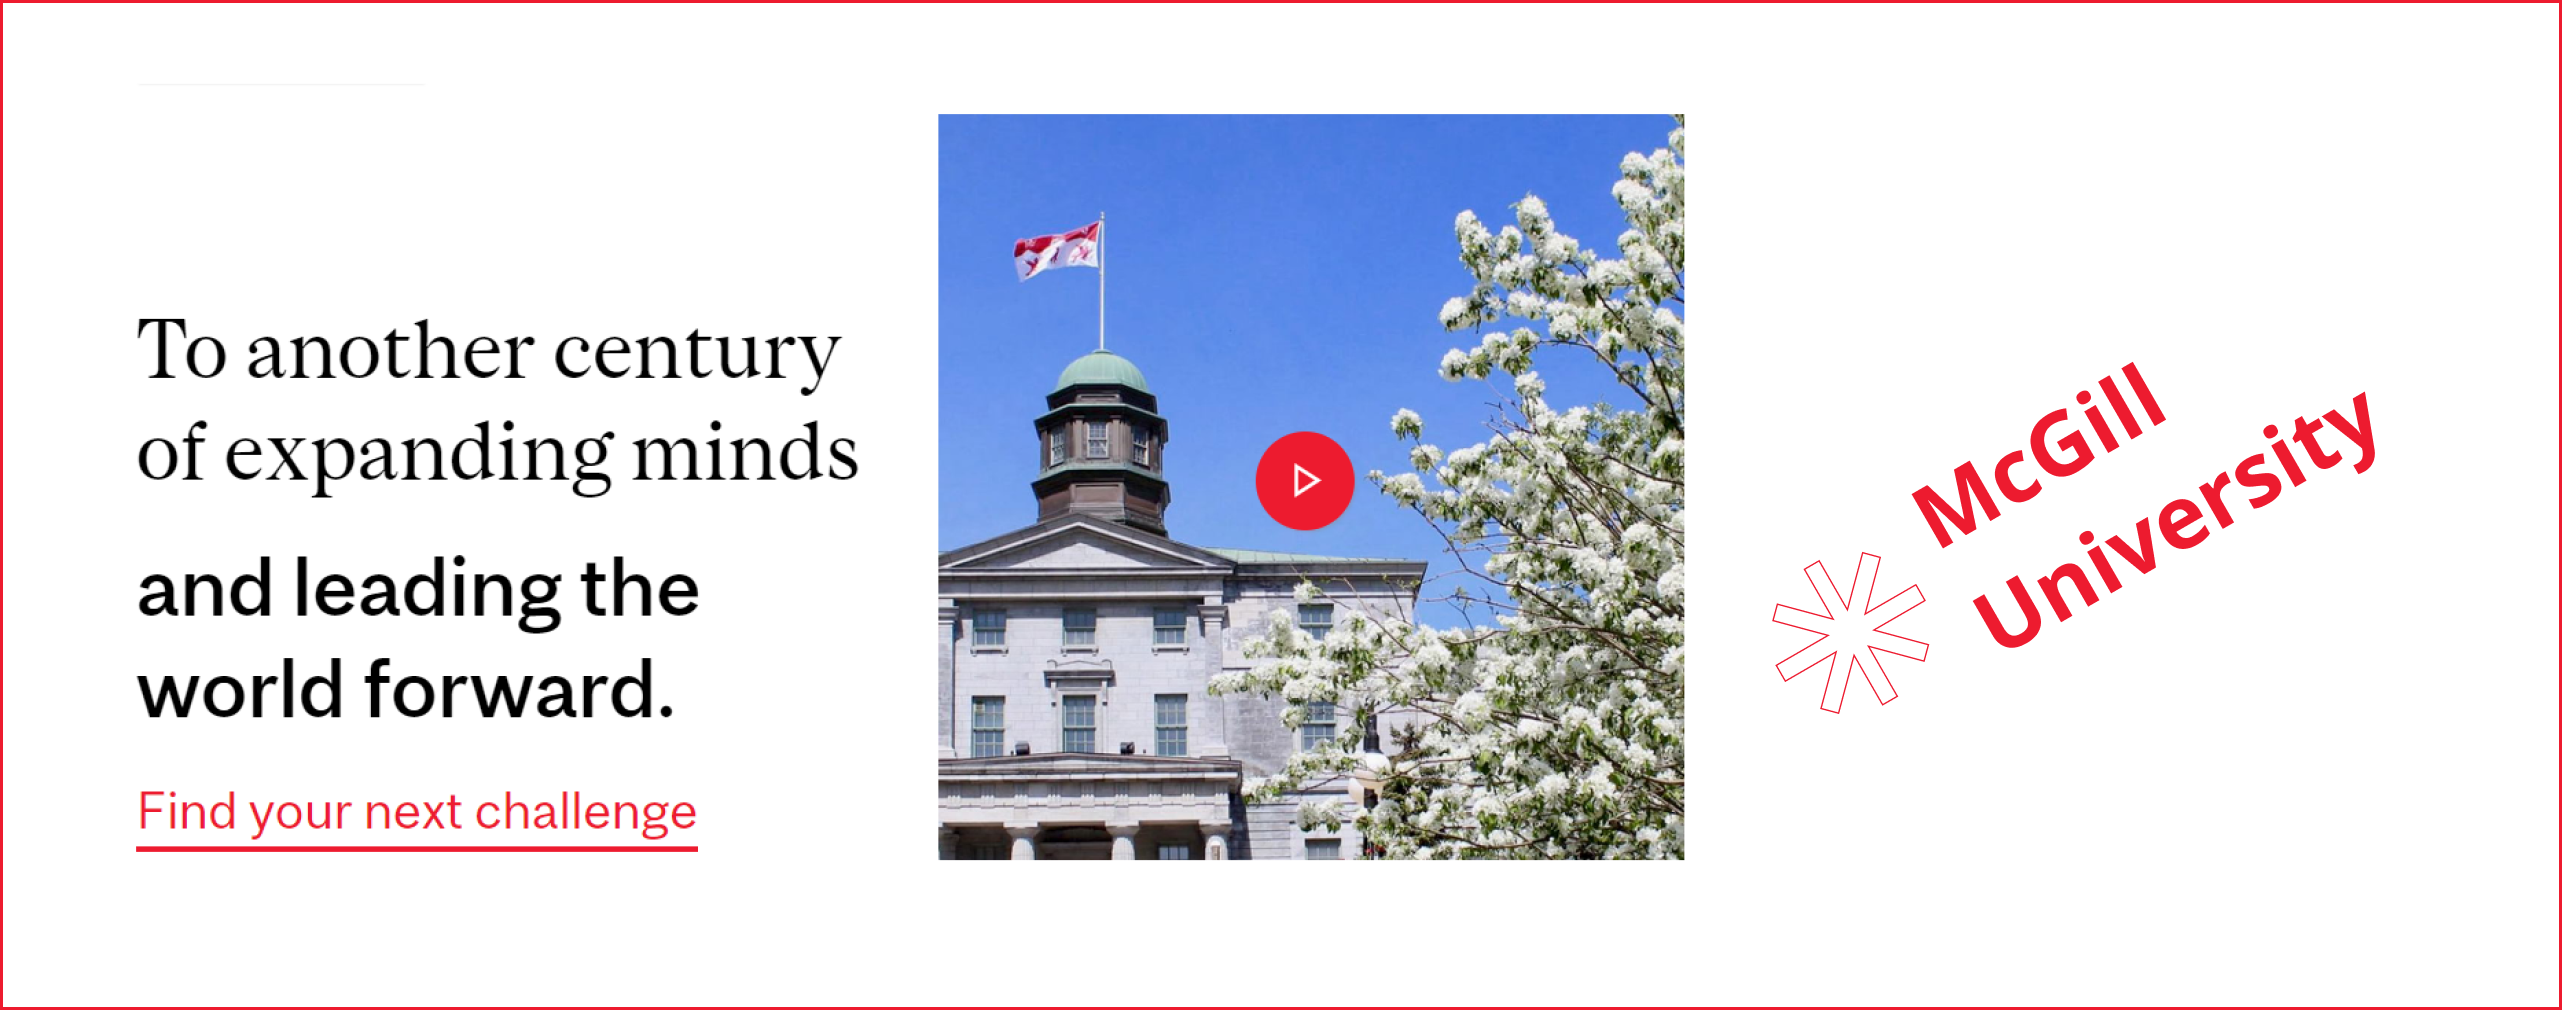 To another century
of expanding minds
and leading the
world forward.
Find your next challenge
McGill
University